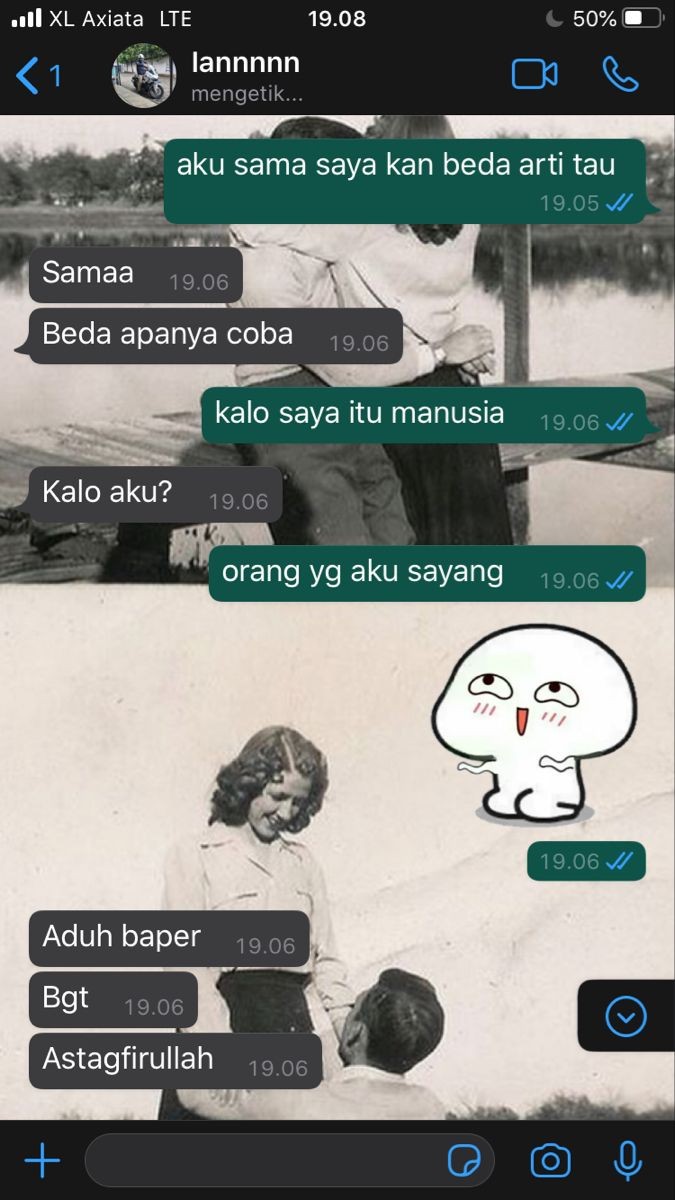 XL Axiata LTE 19.08 50%
1 lannnnn
mengetik...
aku sama saya kan beda arti tau
19.05
Samaa 19.06
Beda apanya coba 19.06
kalo saya itu manusia 19.06
Kalo aku? 19.06
orang yg aku sayang 19.06
19.06
Aduh baper 19.06
Bgt 19.06
Astagfirullah 19.06